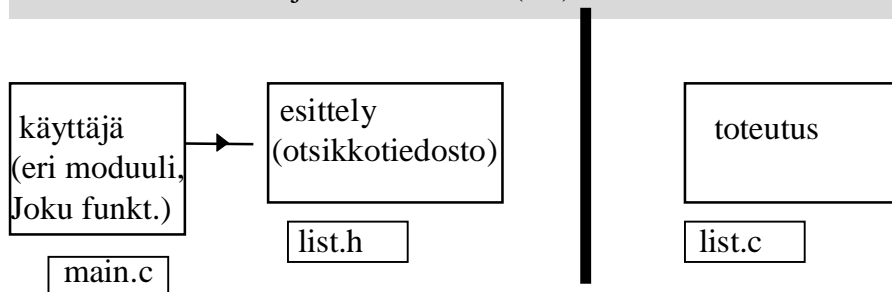 käyttäjä
(eri moduuli,
Joku funkt.)
main.c
esittely
(otsikkotiedosto)
list.h
toteutus
list.c